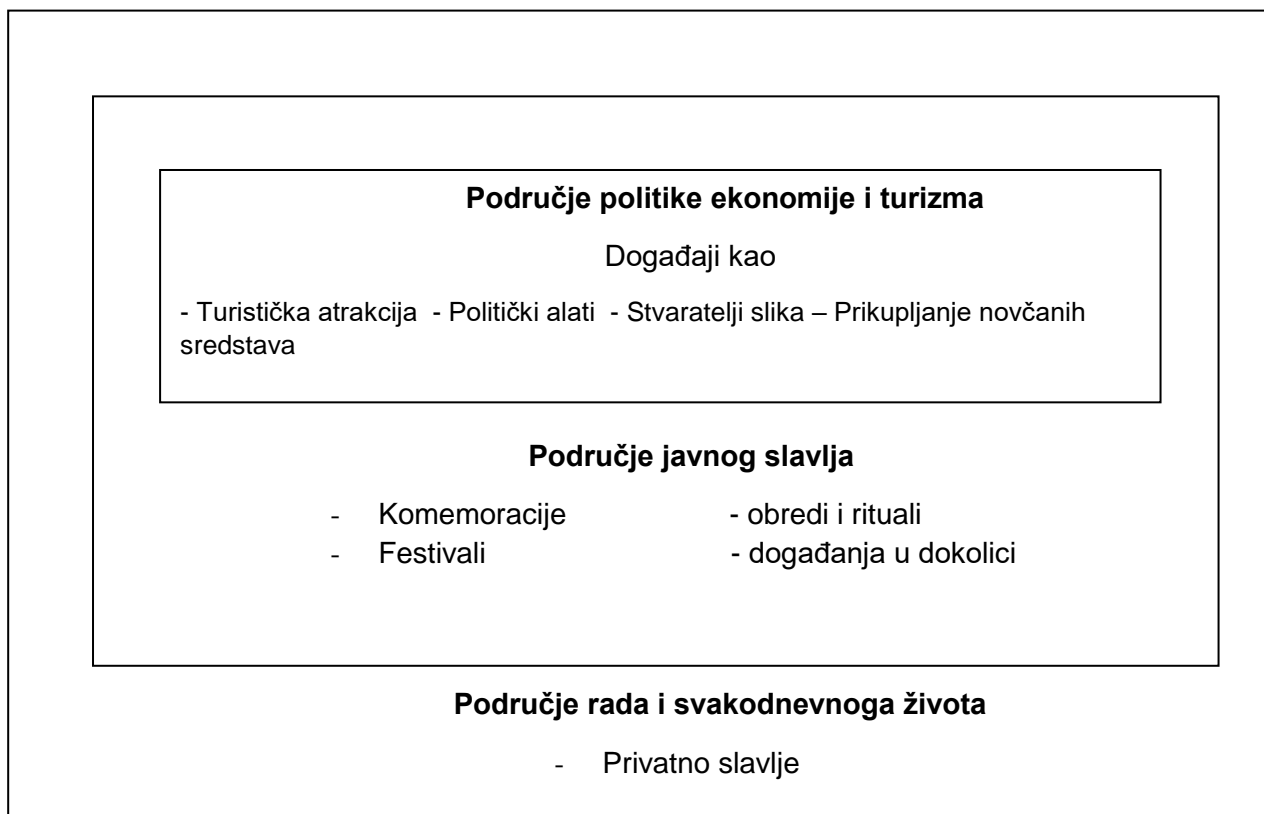 Područje politike ekonomije i turizma
Događaji kao
- Turistička atrakcija - Politički alati - Stvaratelji slika – Prikupljanje novčanih
sredstava
Područje javnog slavlja
- Komemoracije - obredi i rituali
- Festivali - događanja u dokolici
Područje rada i svakodnevnoga života
- Privatno slavlje